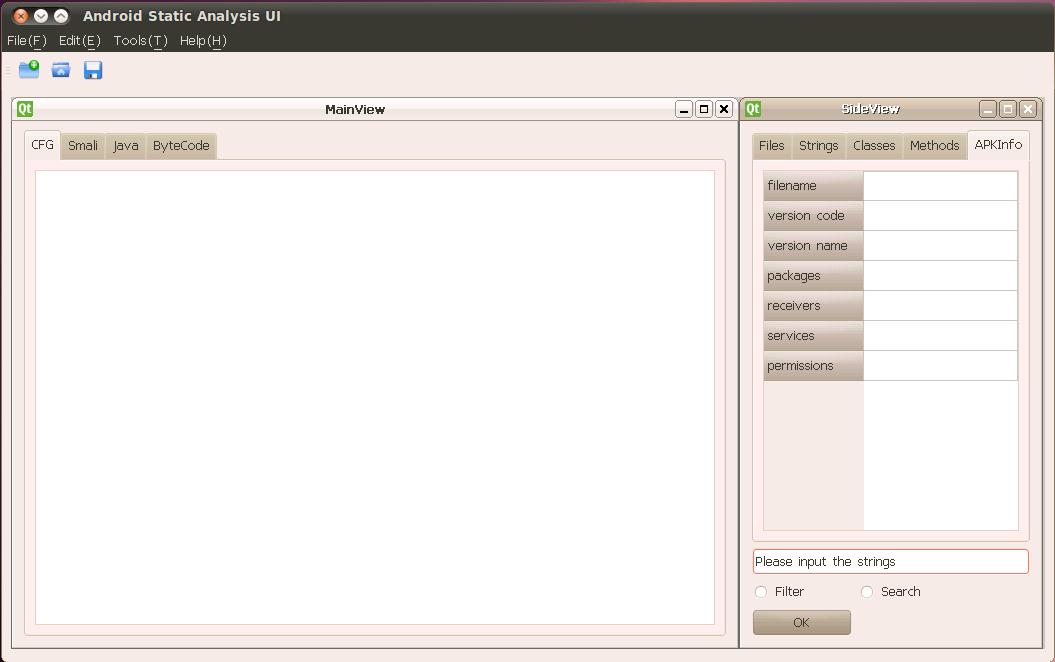 Android Static Analysis UI
File(F) Edit(E) Tools(T) Help(H)
Qt MainView
CFG Smali Java ByteCode
Qt SideView
Files Strings Classes Methods APKInfo
filename
version code
version name
packages
receivers
services
permissions
Please input the strings
Filter Search
OK